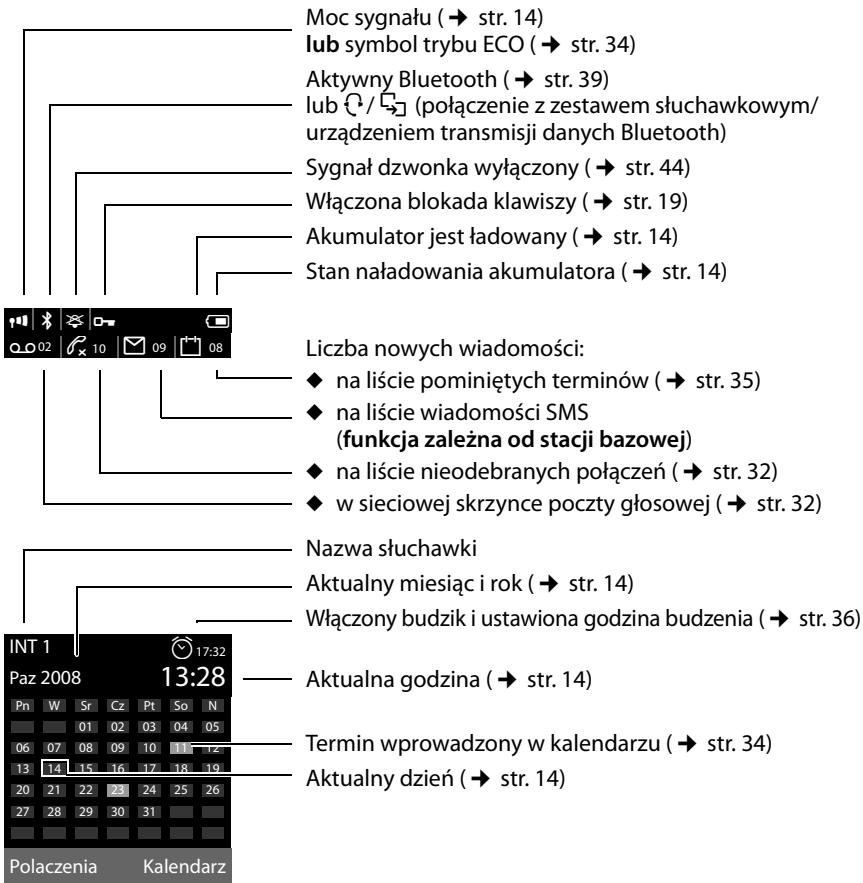 Moc sygnału ( ➔ str. 14)
lub symbol trybu ECO ( ➔ str. 34)
Aktywny Bluetooth ( ➔ str. 39)
lub / (połączenie z zestawem słuchawkowym/
urządzeniem transmisji danych Bluetooth)
Sygnał dzwonka wyłączony ( ➔ str. 44)
Włączona blokada klawiszy ( ➔ str. 19)
Akumulator jest ładowany ( ➔ str. 14)
Stan naładowania akumulatora ( ➔ str. 14)
02 10 09 08
Liczba nowych wiadomości:
◆ na liście pominiętych terminów ( ➔ str. 35)
◆ na liście wiadomości SMS
(funkcja zależna od stacji bazowej)
◆ na liście nieodebranych połączeń ( ➔ str. 32)
◆ w sieciowej skrzynce poczty głosowej ( ➔ str. 32)
Nazwa słuchawki
Aktualny miesiąc i rok ( ➔ str. 14)
Włączony budzik i ustawiona godzina budzenia ( ➔ str. 36)
INT 1 17:32
Paz 2008 13:28
Aktualna godzina ( ➔ str. 14)
Pn W Sr Cz Pt So N
01 02 03 04 05
06 07 08 09 10 11 12
Termin wprowadzony w kalendarzu ( ➔ str. 34)
13 14 15 16 17 18 19
Aktualny dzień ( ➔ str. 14)
20 21 22 23 24 25 26
27 28 29 30 31
Polaczenia Kalendarz